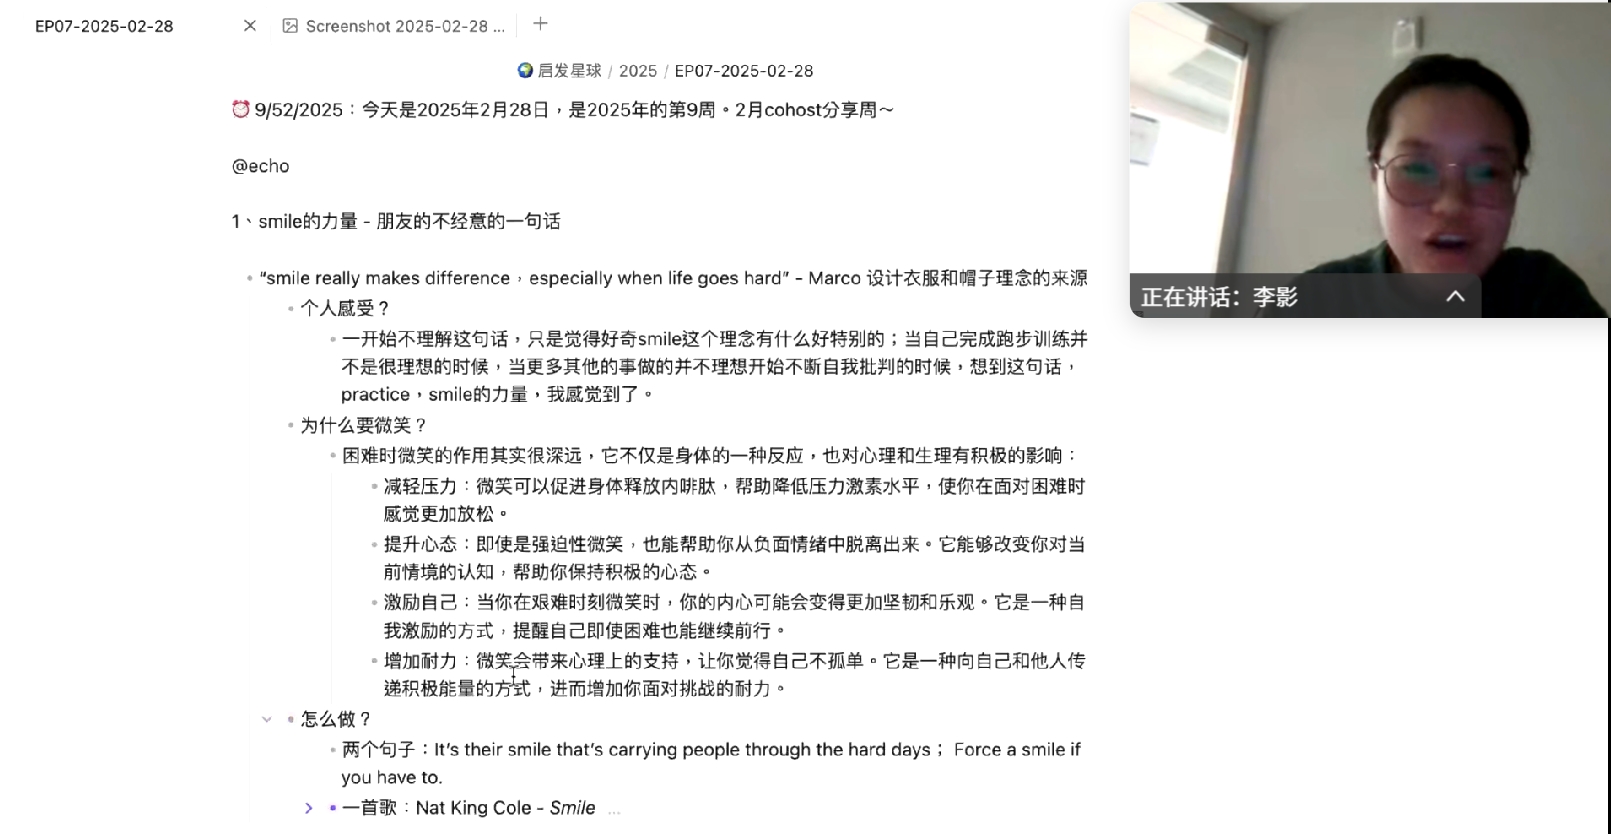 EP07-2025-02-28
Screenshot 2025-02-28 ...
启发星球 / 2025 / EP07-2025-02-28
9/52/2025：今天是2025年2月28日，是2025年的第9周。2月cohost分享周～
@echo
1、smile的力量 - 朋友的不经意的一句话
“smile really makes difference，especially when life goes hard” - Marco 设计衣服和帽子理念的来源
个人感受？
一开始不理解这句话，只是觉得好奇smile这个理念有什么好特别的；当自己完成跑步训练并
不是很理想的时候，当更多其他的事做的并不理想开始不断自我批判的时候，想到这句话，
practice，smile的力量，我感觉到了。
为什么要微笑？
困难时微笑的作用其实很深远，它不仅是身体的一种反应，也对心理和生理有积极的影响：
减轻压力：微笑可以促进身体释放内啡肽，帮助降低压力激素水平，使你在面对困难时
感觉更加放松。
提升心态：即使是强迫性微笑，也能帮助你从负面情绪中脱离出来。它能够改变你对当
前情境的认知，帮助你保持积极的心态。
激励自己：当你在艰难时刻微笑时，你的内心可能会变得更加坚韧和乐观。它是一种自
我激励的方式，提醒自己即使困难也能继续前行。
增加耐力：微笑会带来心理上的支持，让你觉得自己不孤单。它是一种向自己和他人传
递积极能量的方式，进而增加你面对挑战的耐力。
怎么做？
两个句子：It’s their smile that’s carrying people through the hard days； Force a smile if
you have to.
一首歌：Nat King Cole - Smile ...
正在讲话：李影